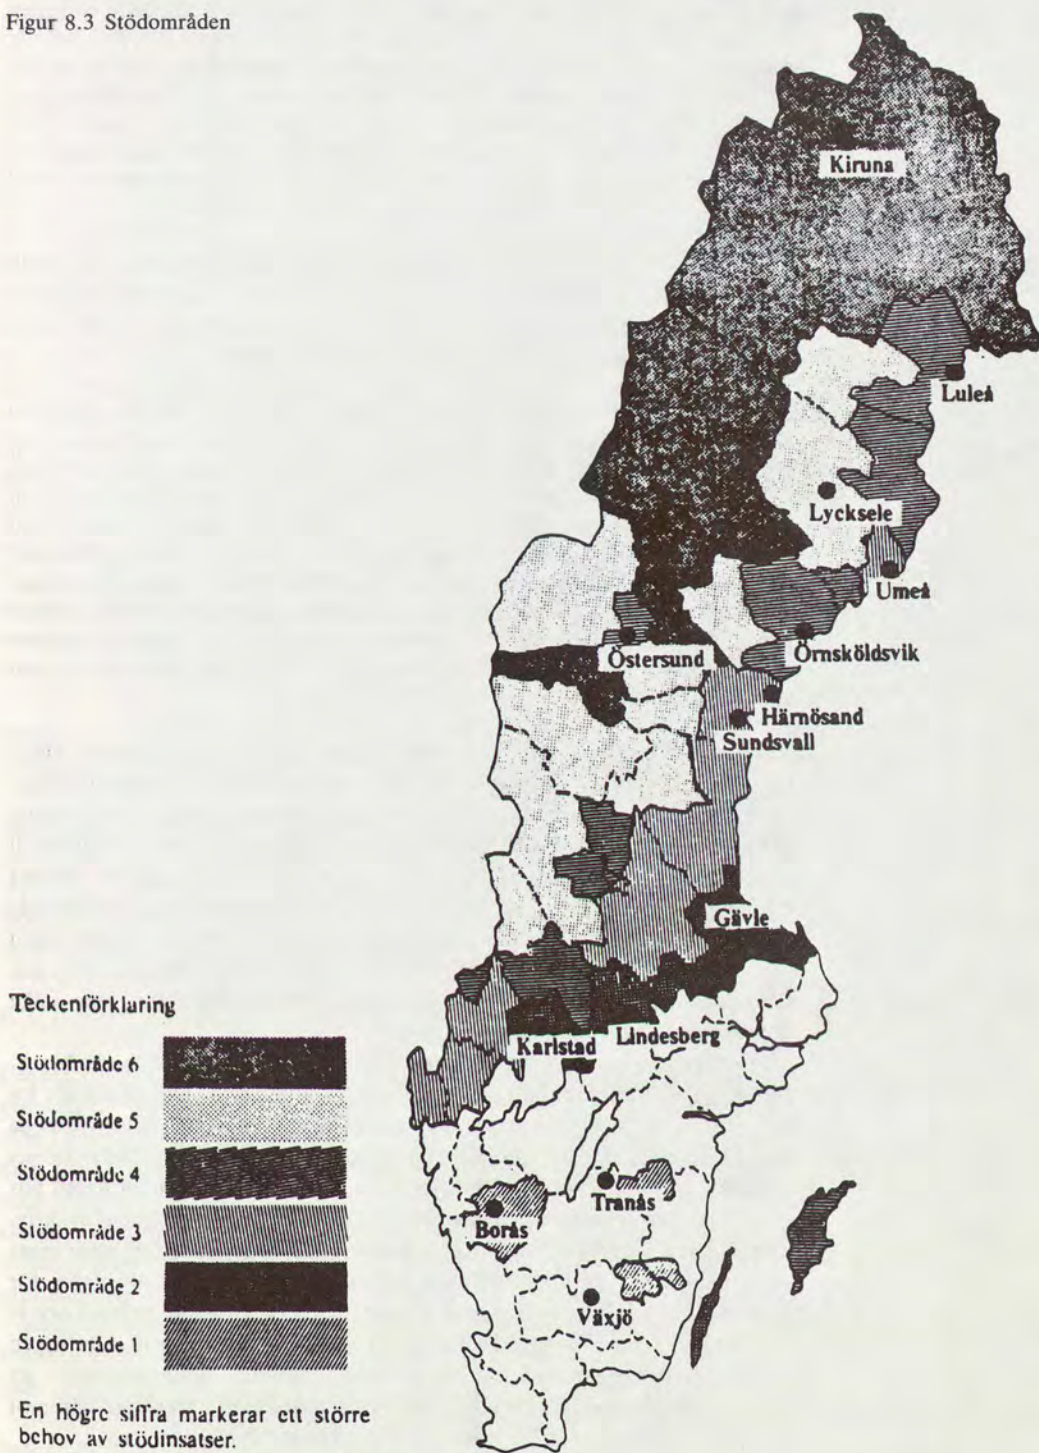 Figur 8.3 Stödområden
Kiruna
Luleå
Lycksele
Umeå
Östersund
Örnsköldsvik
Härnösand
Sundsvall
Gävle
Teckenförklaring
Karlstad
Lindesberg
Stödområde 6
Stödområde 5
Stödområde 4
Stödområde 3
Stödområde 2
Stödområde 1
Tranås
Borås
Växjö
En högre siffra markerar ett större
behov av stödinsatser.